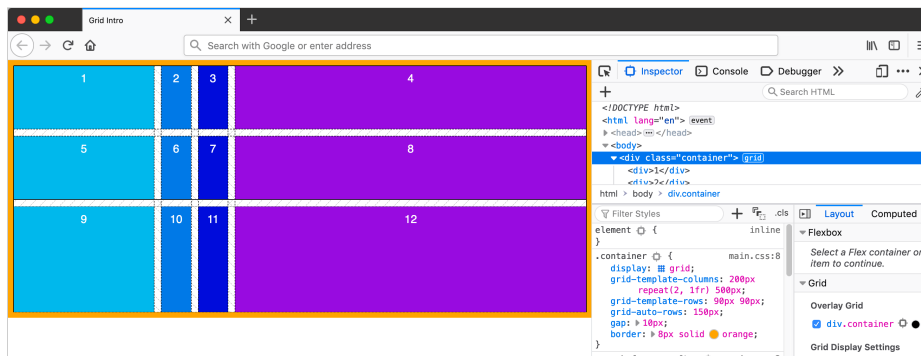 Grid Intro
Search with Google or enter address
1 2 3 4
5 6 7 8
9 10 11 12
Inspector Console Debugger
Search HTML
<!DOCTYPE html>
<html lang="en"> event
<head> </head>
<body>
<div class="container"> grid
<div>1</div>
<div>2</div>
html > body > div.container
Filter Styles .cls
element { inline
}
.container { main.css:8
display: grid;
grid-template-columns: 200px
repeat(2, 1fr) 500px;
grid-template-rows: 90px 90px;
grid-auto-rows: 150px;
gap: 10px;
border: 8px solid orange;
}
Layout Computed
Flexbox
Select a Flex container or
item to continue.
Grid
Overlay Grid
div.container
Grid Display Settings